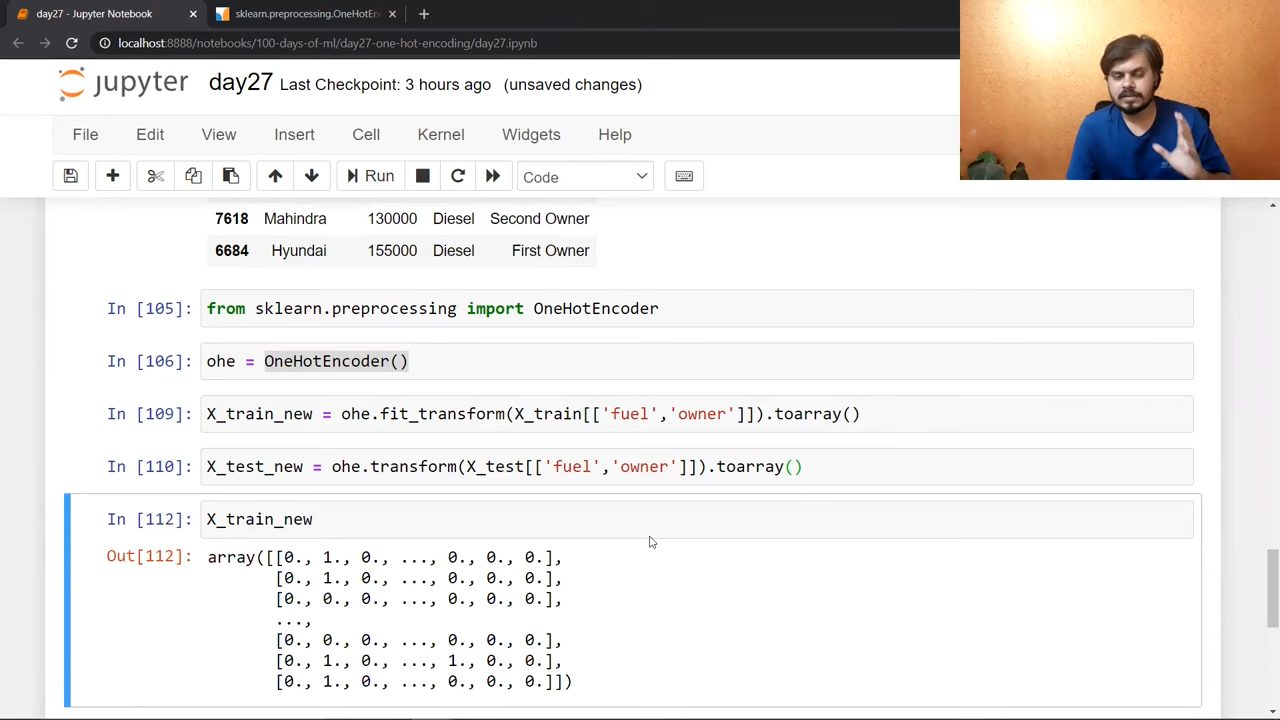 day27 - Jupyter Notebook
sklearn.preprocessing.OneHotEn
localhost:8888/notebooks/100-days-of-ml/day27-one-hot-encoding/day27.ipynb
jupyter day27 Last Checkpoint: 3 hours ago (unsaved changes)
File Edit View Insert Cell Kernel Widgets Help
Run Code
7618 Mahindra 130000 Diesel Second Owner
6684 Hyundai 155000 Diesel First Owner
In [105]: from sklearn.preprocessing import OneHotEncoder
In [106]: ohe = OneHotEncoder()
In [109]: X_train_new = ohe.fit_transform(X_train[['fuel','owner']]).toarray()
In [110]: X_test_new = ohe.transform(X_test[['fuel','owner']]).toarray()
In [112]: X_train_new
Out[112]: array([[0., 1., 0., ..., 0., 0., 0.],
[0., 1., 0., ..., 0., 0., 0.],
[0., 0., 0., ..., 0., 0., 0.],
...,
[0., 0., 0., ..., 0., 0., 0.],
[0., 1., 0., ..., 1., 0., 0.],
[0., 1., 0., ..., 0., 0., 0.]])